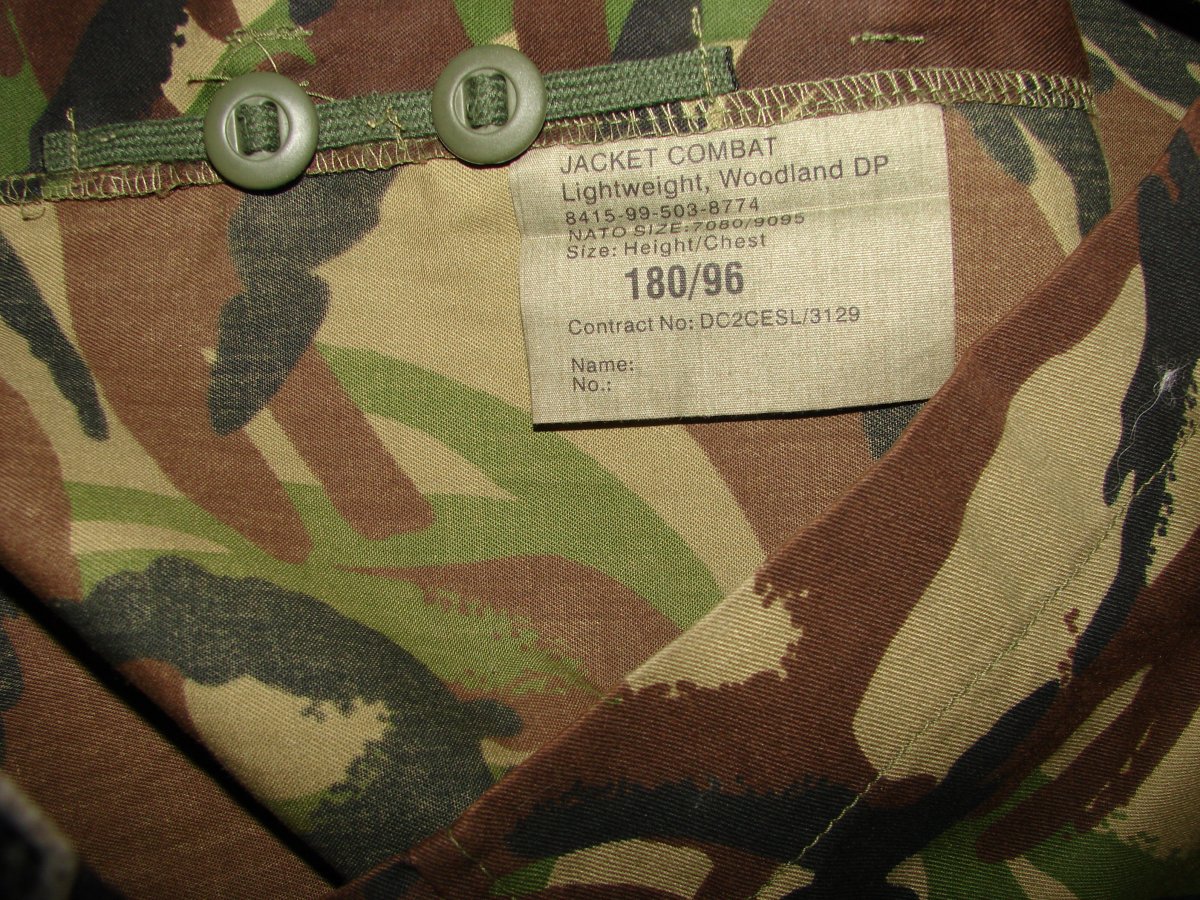 JACKET COMBAT
Lightweight, Woodland DP
8415-99-503-8774
NATO SIZE:7080/9095
Size: Height/Chest
180/96
Contract No: DC2CESL/3129
Name:
No.: